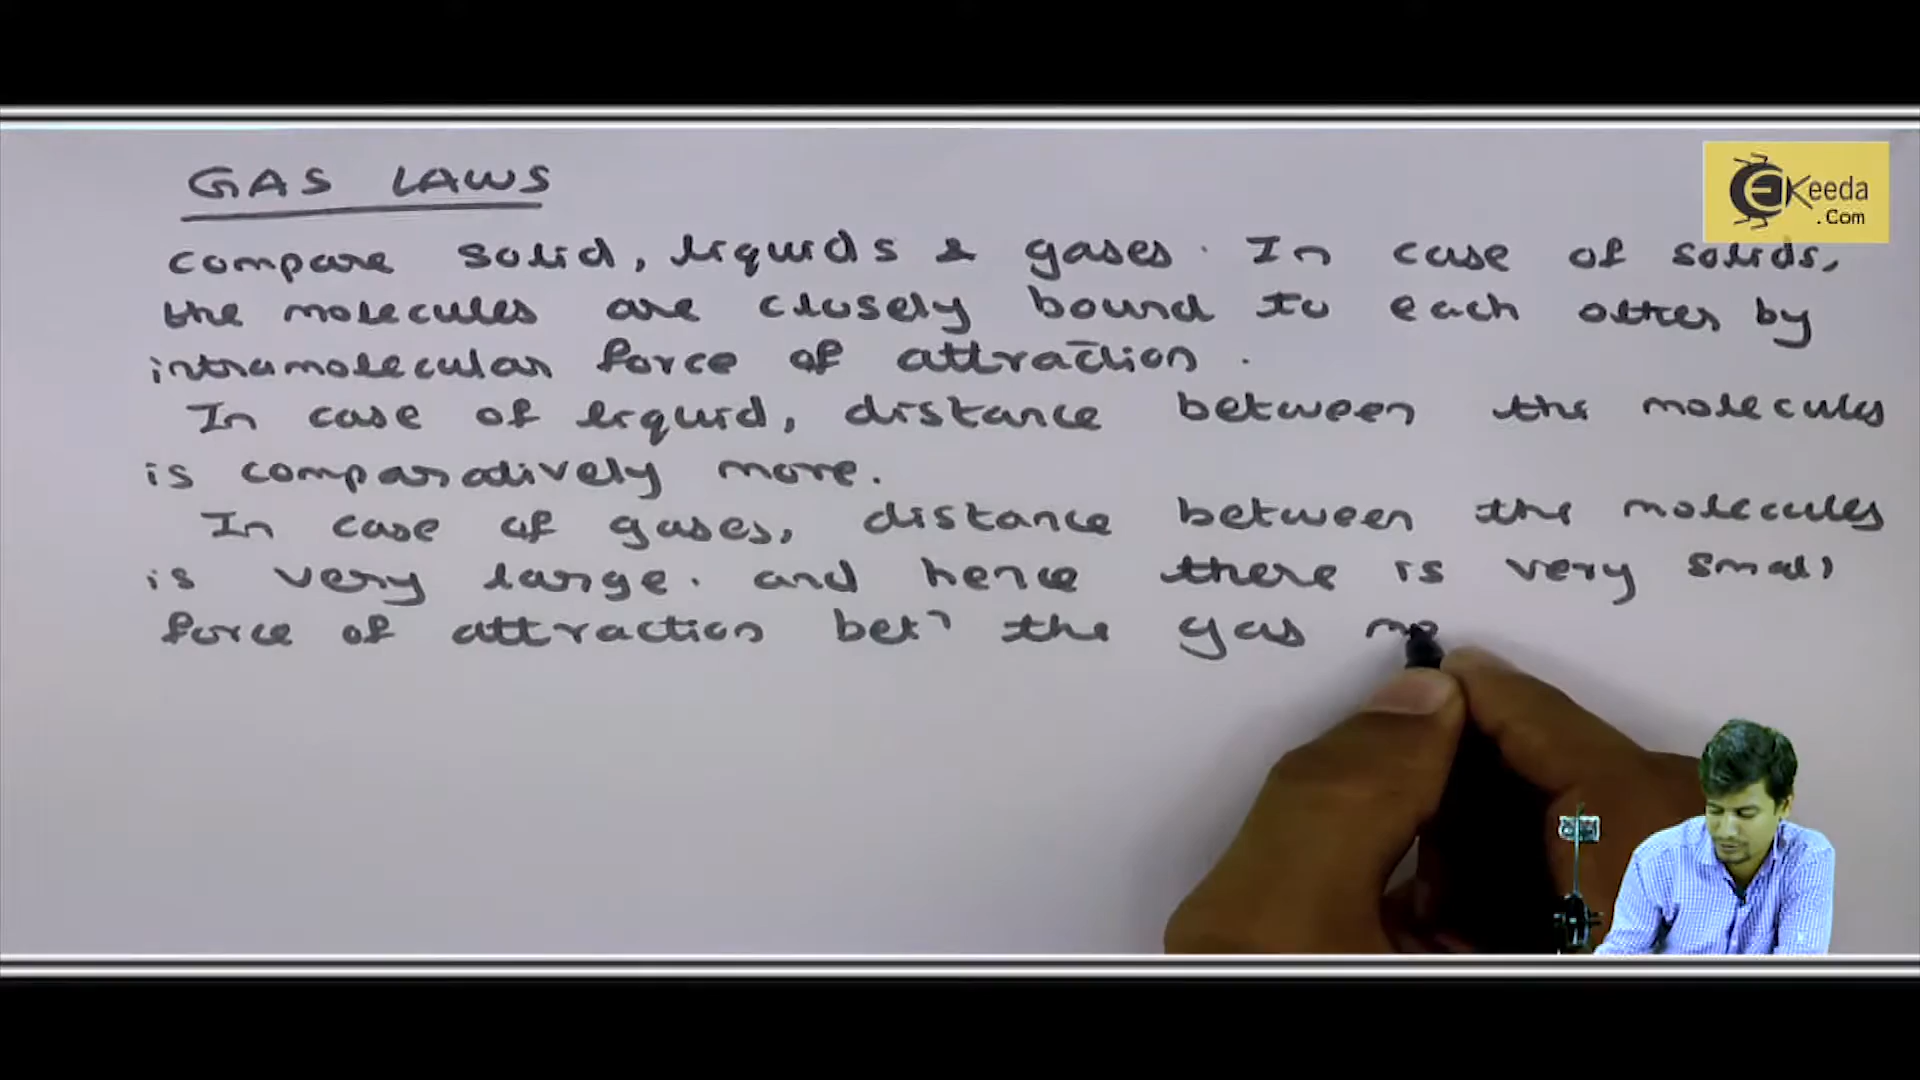 GAS LAWS
Keeda
.Com
compare solid, liquids & gases. In case of solids,
the molecules are closely bound to each other by
intramolecular force of attraction.
In case of liquid, distance between the molecules
is comparatively more.
In case of gases, distance between the molecules
is very large. and hence there is very small
force of attraction betn the gas mo